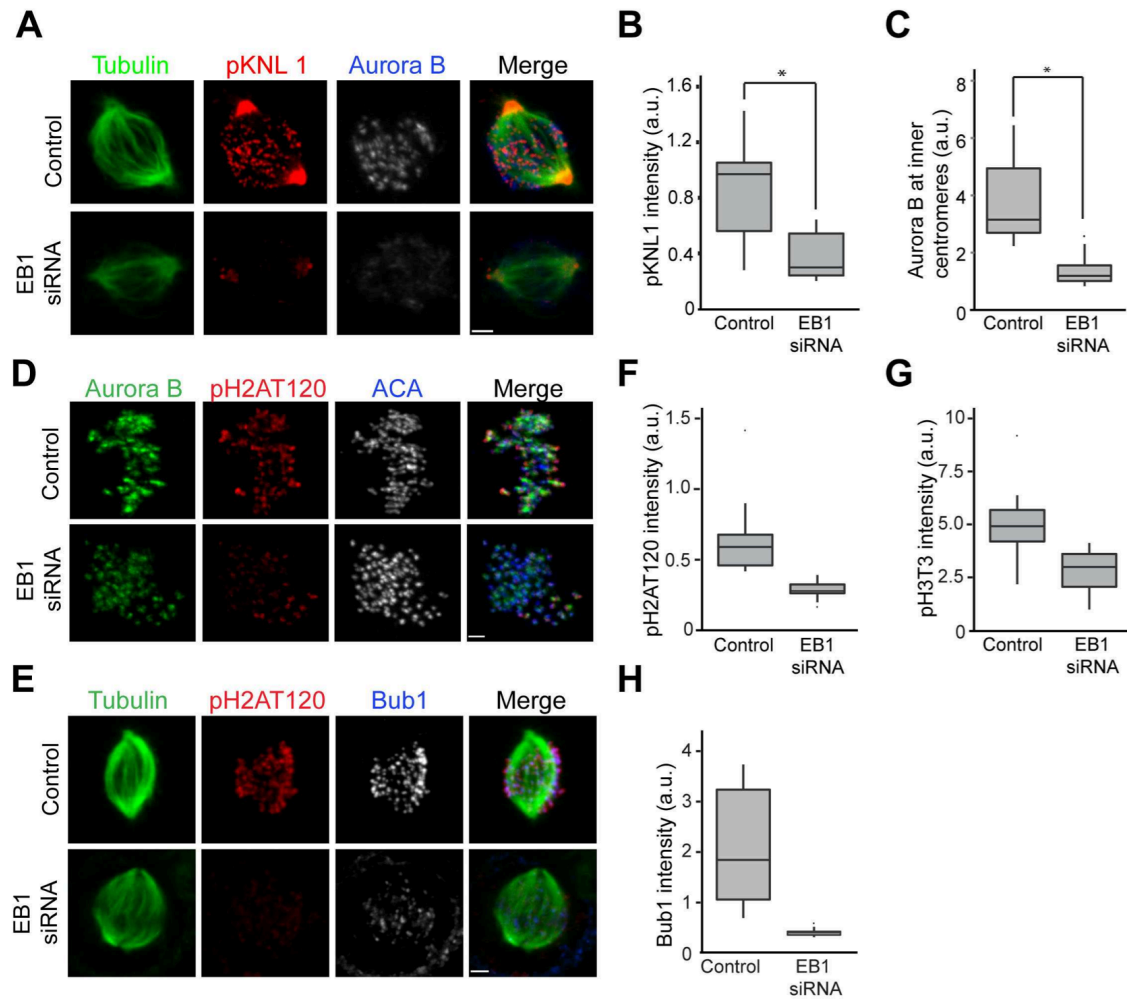 A
Tubulin pKNL 1 Aurora B Merge
Control
EB1
siRNA
B
pKNL1 intensity (a.u.)
1.6
1.2
0.8
0.4
0
*
Control EB1
siRNA
C
Aurora B at inner
centromeres (a.u.)
8
6
4
2
0
*
Control EB1
siRNA
D
Aurora B pH2AT120 ACA Merge
Control
EB1
siRNA
F
pH2AT120 intensity (a.u.)
1.5
1.0
0.5
0
Control EB1
siRNA
G
pH3T3 intensity (a.u.)
10
7.5
5.0
2.5
0
Control EB1
siRNA
E
Tubulin pH2AT120 Bub1 Merge
Control
EB1
siRNA
H
Bub1 intensity (a.u.)
4
3
2
1
0
Control EB1
siRNA